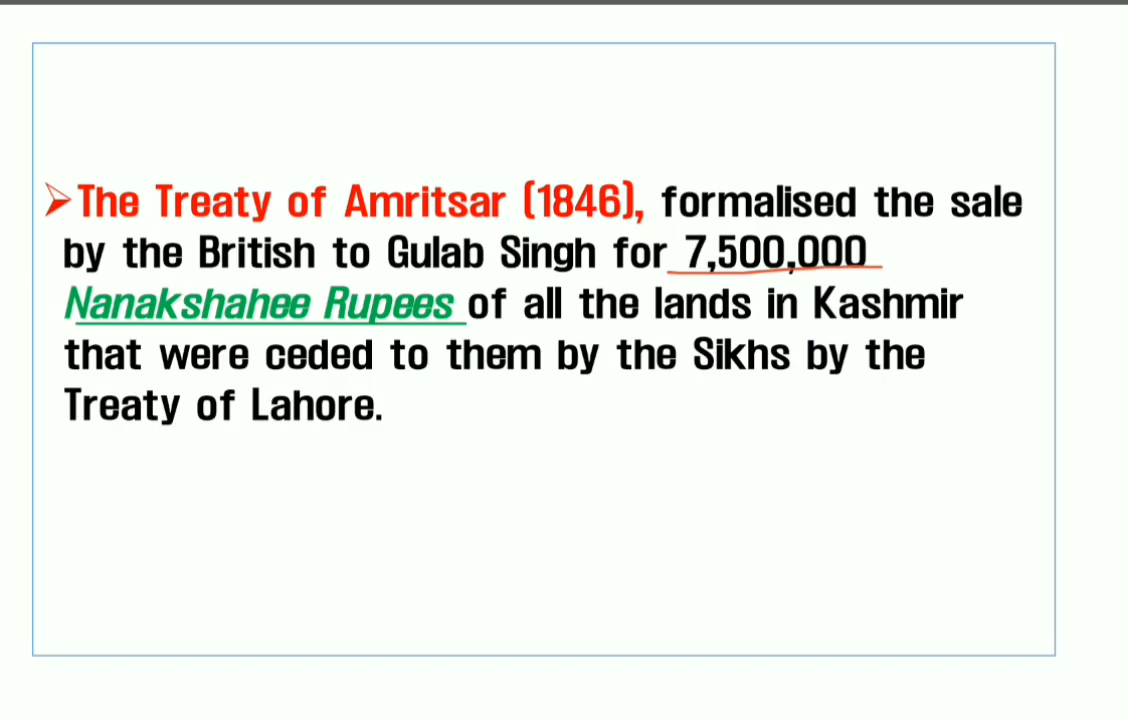 ➢The Treaty of Amritsar (1846), formalised the sale
by the British to Gulab Singh for 7,500,000
Nanakshahee Rupees of all the lands in Kashmir
that were ceded to them by the Sikhs by the
Treaty of Lahore.